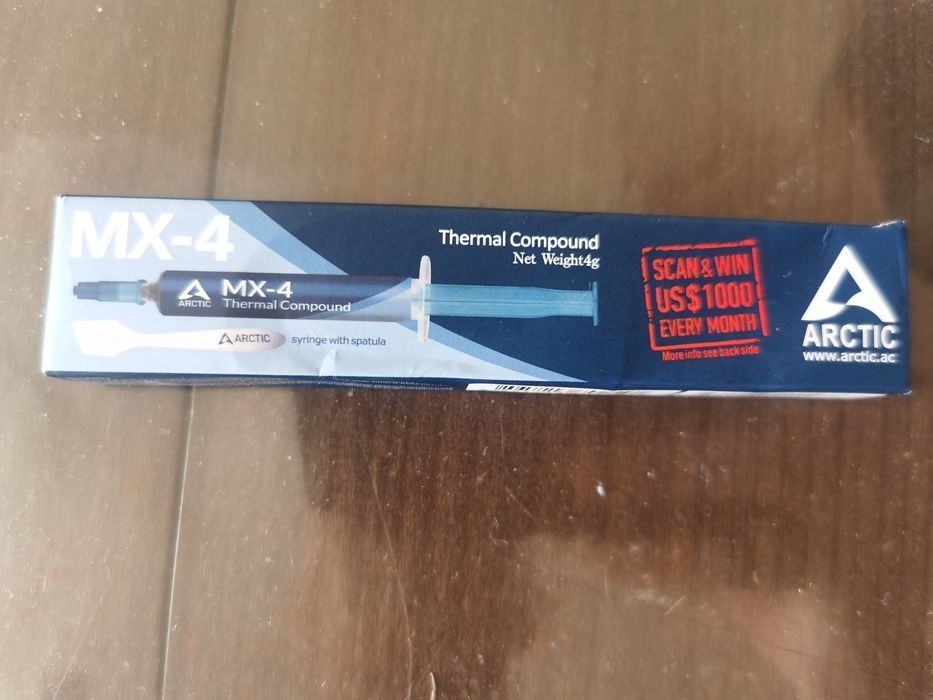 MX-4
Thermal Compound
Net Weight4g
ARCTIC
MX-4
Thermal Compound
ARCTIC
syringe with spatula
SCAN & WIN
US$1000
EVERY MONTH
More info see back side
ARCTIC
www.arctic.ac